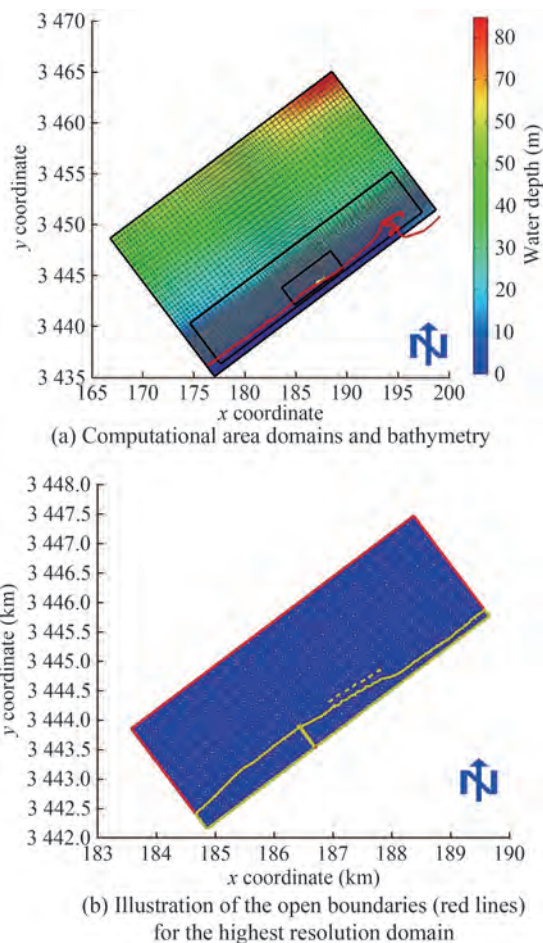 3 470
3 465
3 460
3 455
3 450
3 445
3 440
3 435
y coordinate
165 170 175 180 185 190 195 200
x coordinate
80
70
60
50
40
30
20
10
0
Water depth (m)
N
(a) Computational area domains and bathymetry
3 448.0
3 447.5
3 447.0
3 446.5
3 446.0
3 445.5
3 445.0
3 444.5
3 444.0
3 443.5
3 443.0
3 442.5
3 442.0
y coordinate (km)
183 184 185 186 187 188 189 190
x coordinate (km)
N
(b) Illustration of the open boundaries (red lines)
for the highest resolution domain